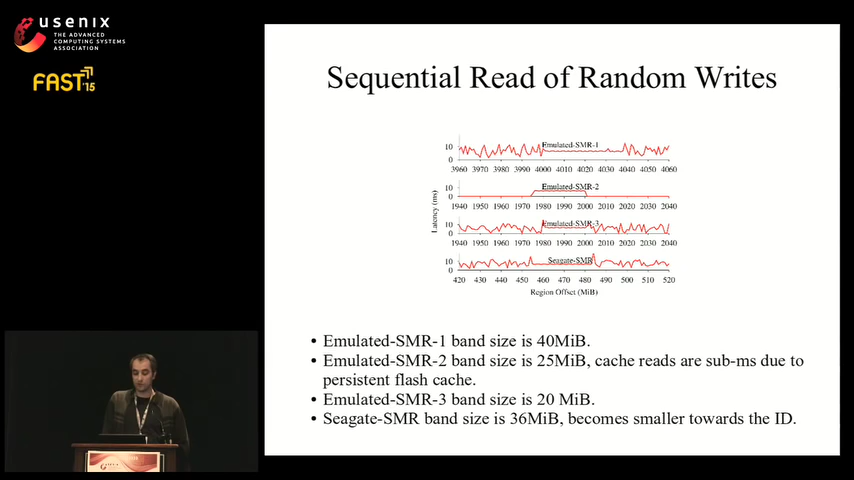 usenix
THE ADVANCED
COMPUTING SYSTEMS
ASSOCIATION
FAST '15
Sequential Read of Random Writes
Emulated-SMR-1
10
0
3960 3970 3980 3990 4000 4010 4020 4030 4040 4050 4060
Emulated-SMR-2
10
0
1940 1950 1960 1970 1980 1990 2000 2010 2020 2030 2040
Emulated-SMR-3
10
0
1940 1950 1960 1970 1980 1990 2000 2010 2020 2030 2040
Seagate-SMR
10
0
420 430 440 450 460 470 480 490 500 510 520
Latency (ms)
Region Offset (MiB)
• Emulated-SMR-1 band size is 40MiB.
• Emulated-SMR-2 band size is 25MiB, cache reads are sub-ms due to
persistent flash cache.
• Emulated-SMR-3 band size is 20 MiB.
• Seagate-SMR band size is 36MiB, becomes smaller towards the ID.